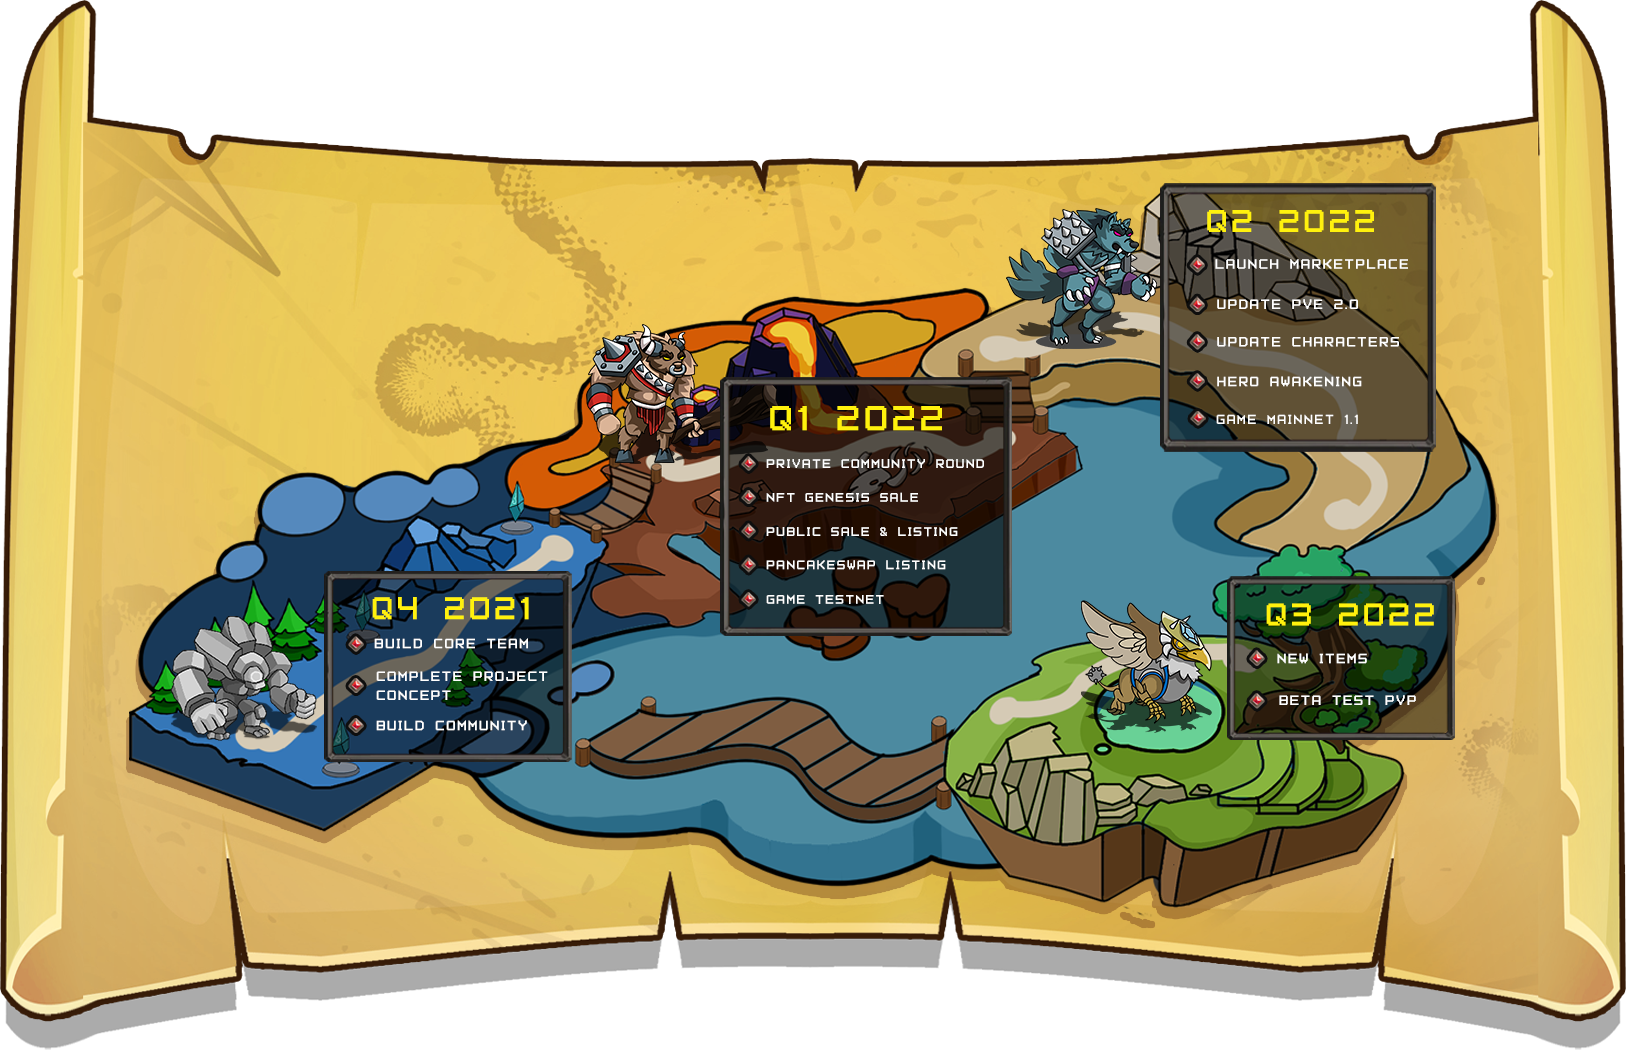 Q4 2021
BUILD CORE TEAM
COMPLETE PROJECT
CONCEPT
BUILD COMMUNITY
Q1 2022
PRIVATE COMMUNITY ROUND
NFT GENESIS SALE
PUBLIC SALE & LISTING
PANCAKESWAP LISTING
GAME TESTNET
Q2 2022
LAUNCH MARKETPLACE
UPDATE PVE 2.0
UPDATE CHARACTERS
HERO AWAKENING
GAME MAINNET 1.1
Q3 2022
NEW ITEMS
BETA TEST PVP